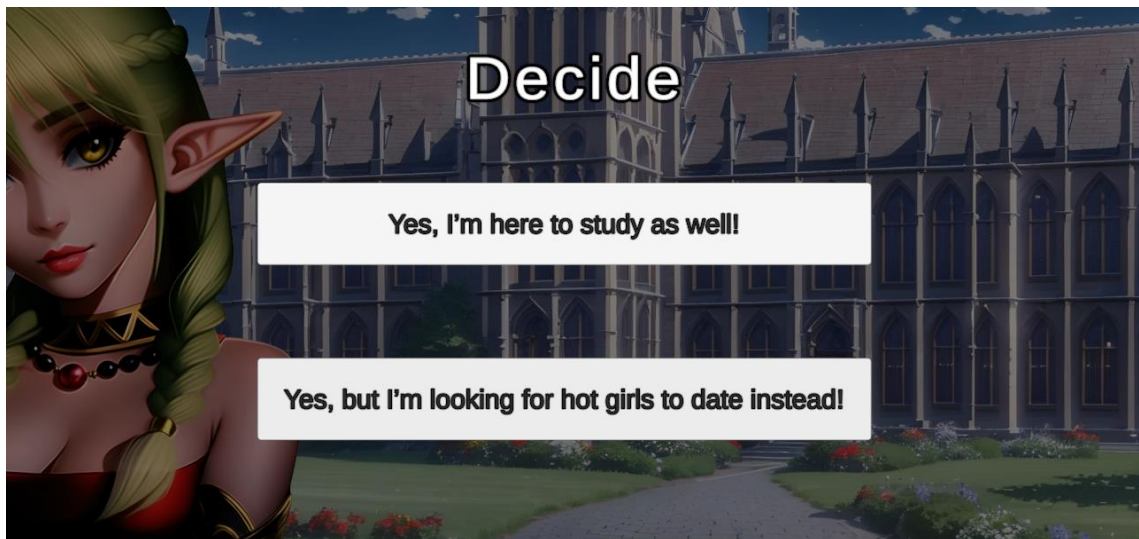 Decide
Yes, I’m here to study as well!
Yes, but I’m looking for hot girls to date instead!